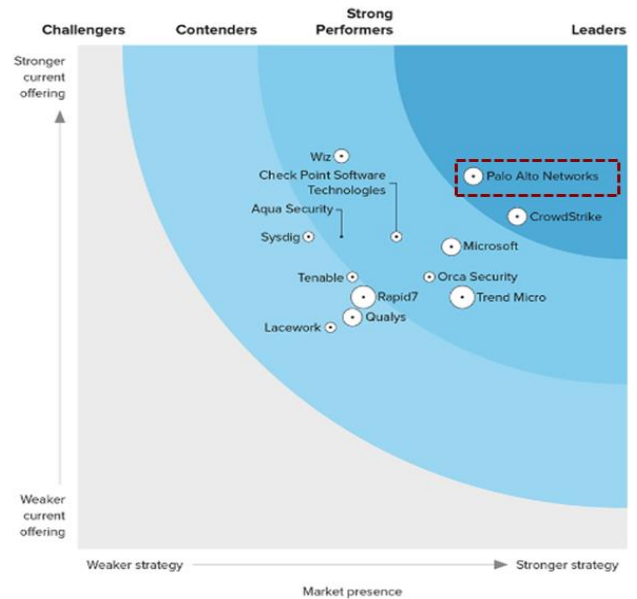 Challengers
Contenders
Strong
Performers
Leaders
Stronger
current
offering
Wiz
Check Point Software
Technologies
Palo Alto Networks
Aqua Security
CrowdStrike
Sysdig
Microsoft
Tenable
Orca Security
Rapid7
Trend Micro
Qualys
Lacework
Weaker
current
offering
Weaker strategy
Stronger strategy
Market presence